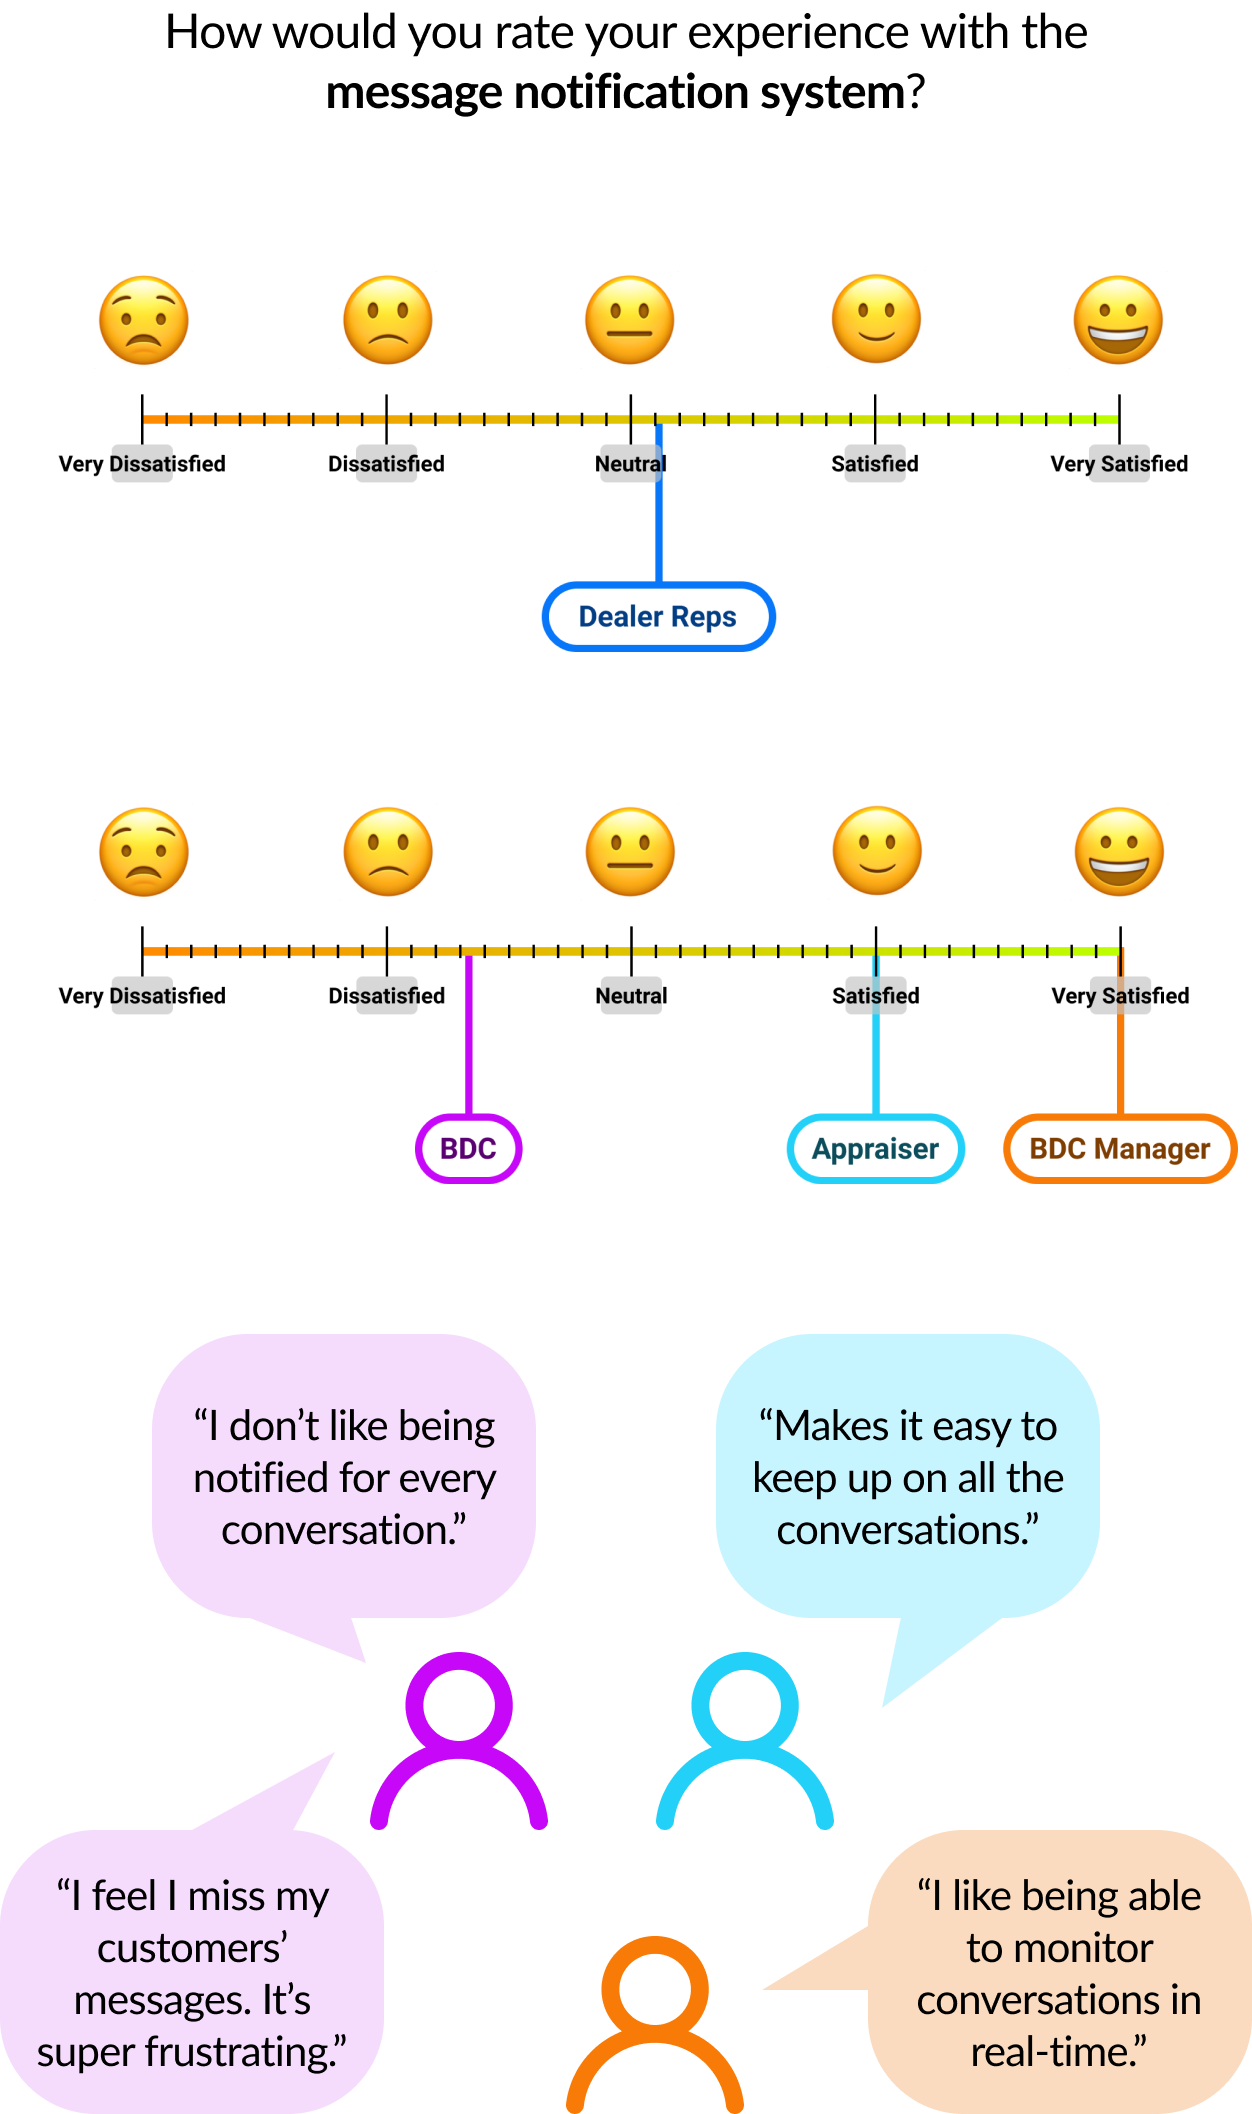 How would you rate your experience with the
message notification system?
Very Dissatisfied
Dissatisfied
Neutral
Satisfied
Very Satisfied
Dealer Reps
Very Dissatisfied
Dissatisfied
Neutral
Satisfied
Very Satisfied
BDC
Appraiser
BDC Manager
“I don’t like being
notified for every
conversation.”
“Makes it easy to
keep up on all the
conversations.”
“I feel I miss my
customers’
messages. It’s
super frustrating.”
“I like being able
to monitor
conversations in
real-time.”